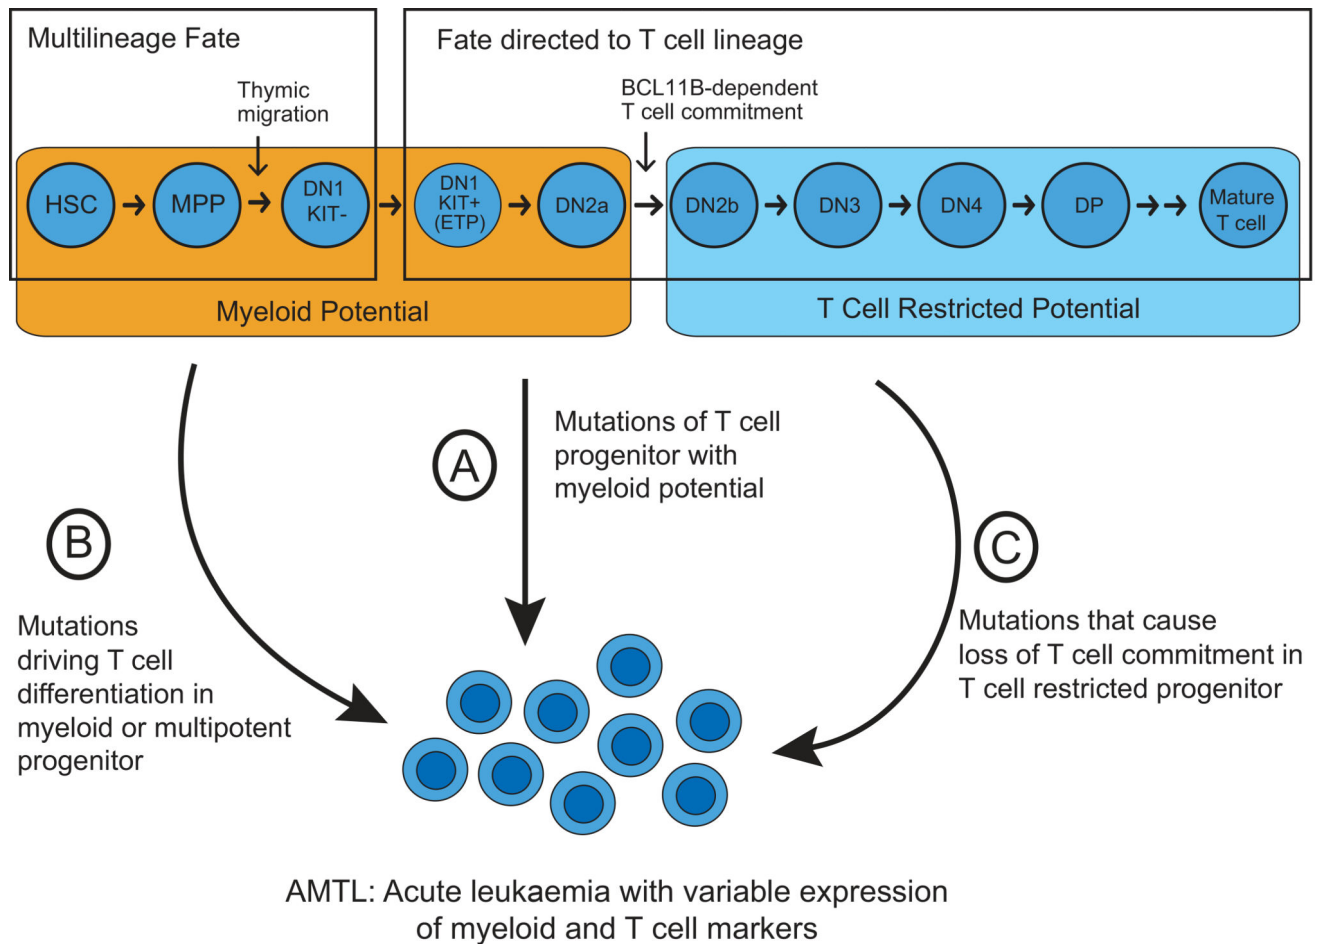 Multilineage Fate
Fate directed to T cell lineage
Thymic
migration
BCL11B-dependent
T cell commitment
HSC
MPP
DN1
KIT-
DN1
KIT+
(ETP)
DN2a
DN2b
DN3
DN4
DP
Mature
T cell
Myeloid Potential
T Cell Restricted Potential
A
Mutations of T cell
progenitor with
myeloid potential
B
Mutations
driving T cell
differentiation in
myeloid or multipotent
progenitor
C
Mutations that cause
loss of T cell commitment in
T cell restricted progenitor
AMTL: Acute leukaemia with variable expression
of myeloid and T cell markers